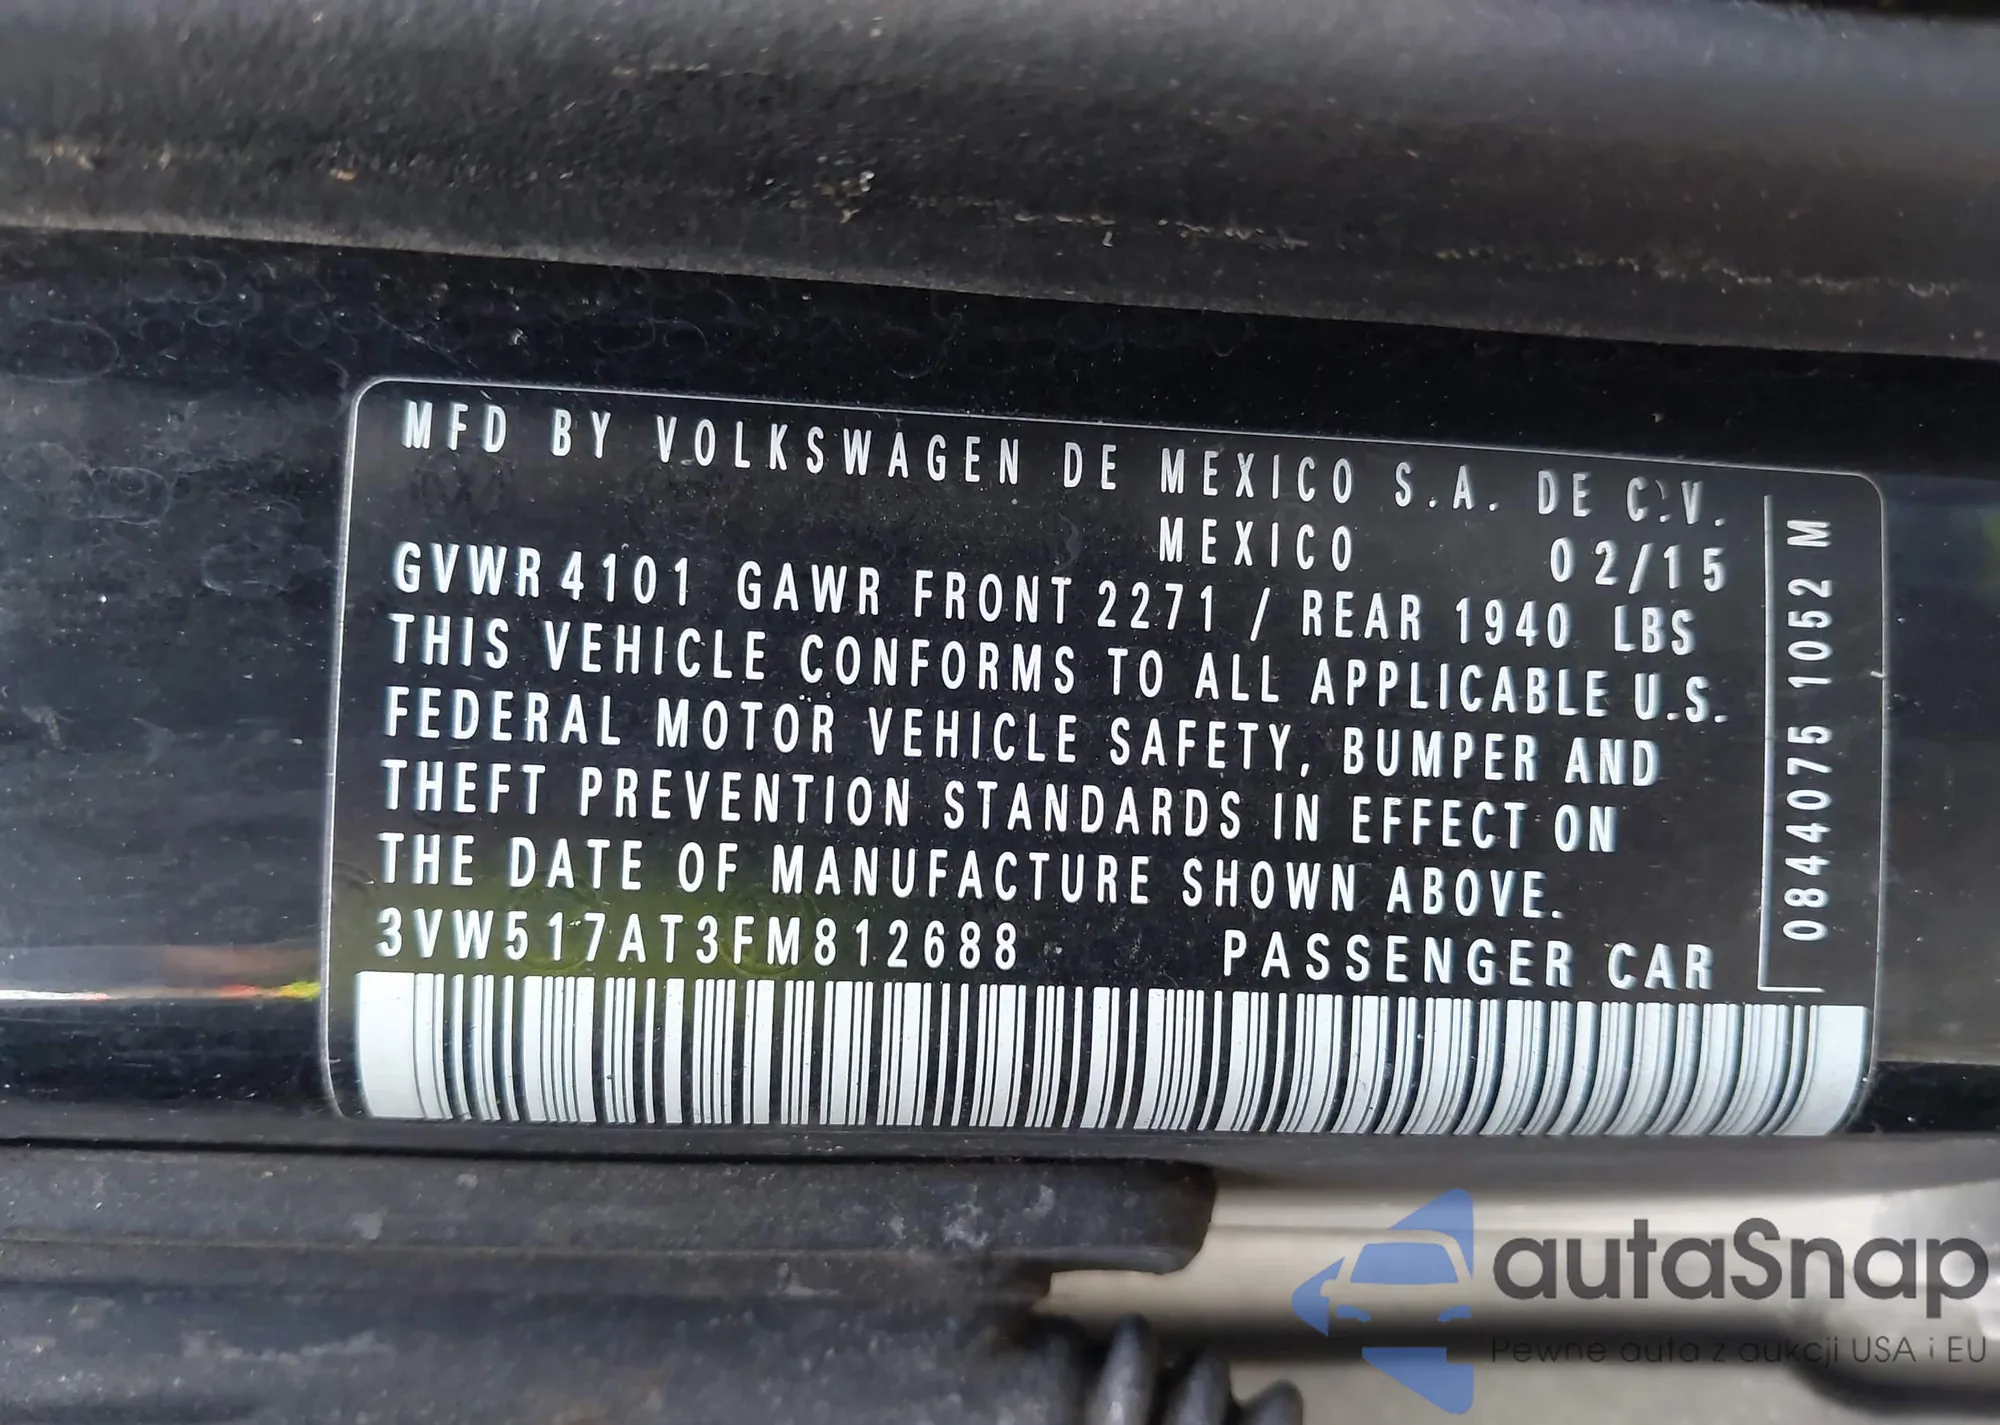 MFD BY VOLKSWAGEN DE MEXICO S.A. DE C.V.
MEXICO 02/15
GVWR 4101 GAWR FRONT 2271 / REAR 1940 LBS
THIS VEHICLE CONFORMS TO ALL APPLICABLE U.S.
FEDERAL MOTOR VEHICLE SAFETY, BUMPER AND
THEFT PREVENTION STANDARDS IN EFFECT ON
THE DATE OF MANUFACTURE SHOWN ABOVE.
3VW517AT3FM812688 PASSENGER CAR
0844075 1052 M
autaSnap
Pewne auta z aukcji USA i EU